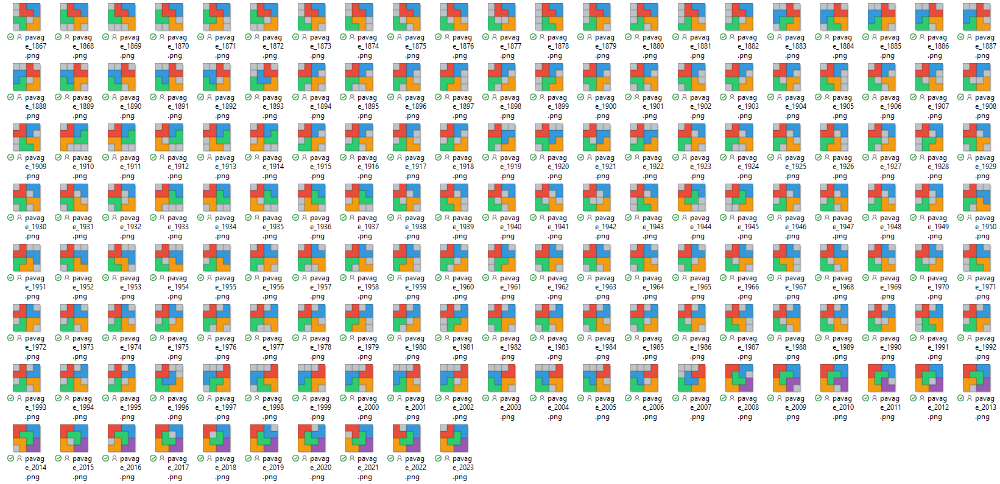 pavag pavag pavag pavag pavag pavag pavag pavag pavag pavag pavag pavag pavag pavag pavag pavag pavag pavag pavag pavag pavag
e_1867 e_1868 e_1869 e_1870 e_1871 e_1872 e_1873 e_1874 e_1875 e_1876 e_1877 e_1878 e_1879 e_1880 e_1881 e_1882 e_1883 e_1884 e_1885 e_1886 e_1887
.png .png .png .png .png .png .png .png .png .png .png .png .png .png .png .png .png .png .png .png .png
pavag pavag pavag pavag pavag pavag pavag pavag pavag pavag pavag pavag pavag pavag pavag pavag pavag pavag pavag pavag pavag
e_1888 e_1889 e_1890 e_1891 e_1892 e_1893 e_1894 e_1895 e_1896 e_1897 e_1898 e_1899 e_1900 e_1901 e_1902 e_1903 e_1904 e_1905 e_1906 e_1907 e_1908
.png .png .png .png .png .png .png .png .png .png .png .png .png .png .png .png .png .png .png .png .png
pavag pavag pavag pavag pavag pavag pavag pavag pavag pavag pavag pavag pavag pavag pavag pavag pavag pavag pavag pavag pavag
e_1909 e_1910 e_1911 e_1912 e_1913 e_1914 e_1915 e_1916 e_1917 e_1918 e_1919 e_1920 e_1921 e_1922 e_1923 e_1924 e_1925 e_1926 e_1927 e_1928 e_1929
.png .png .png .png .png .png .png .png .png .png .png .png .png .png .png .png .png .png .png .png .png
pavag pavag pavag pavag pavag pavag pavag pavag pavag pavag pavag pavag pavag pavag pavag pavag pavag pavag pavag pavag pavag
e_1930 e_1931 e_1932 e_1933 e_1934 e_1935 e_1936 e_1937 e_1938 e_1939 e_1940 e_1941 e_1942 e_1943 e_1944 e_1945 e_1946 e_1947 e_1948 e_1949 e_1950
.png .png .png .png .png .png .png .png .png .png .png .png .png .png .png .png .png .png .png .png .png
pavag pavag pavag pavag pavag pavag pavag pavag pavag pavag pavag pavag pavag pavag pavag pavag pavag pavag pavag pavag pavag
e_1951 e_1952 e_1953 e_1954 e_1955 e_1956 e_1957 e_1958 e_1959 e_1960 e_1961 e_1962 e_1963 e_1964 e_1965 e_1966 e_1967 e_1968 e_1969 e_1970 e_1971
.png .png .png .png .png .png .png .png .png .png .png .png .png .png .png .png .png .png .png .png .png
pavag pavag pavag pavag pavag pavag pavag pavag pavag pavag pavag pavag pavag pavag pavag pavag pavag pavag pavag pavag pavag
e_1972 e_1973 e_1974 e_1975 e_1976 e_1977 e_1978 e_1979 e_1980 e_1981 e_1982 e_1983 e_1984 e_1985 e_1986 e_1987 e_1988 e_1989 e_1990 e_1991 e_1992
.png .png .png .png .png .png .png .png .png .png .png .png .png .png .png .png .png .png .png .png .png
pavag pavag pavag pavag pavag pavag pavag pavag pavag pavag pavag pavag pavag pavag pavag pavag pavag pavag pavag pavag pavag
e_1993 e_1994 e_1995 e_1996 e_1997 e_1998 e_1999 e_2000 e_2001 e_2002 e_2003 e_2004 e_2005 e_2006 e_2007 e_2008 e_2009 e_2010 e_2011 e_2012 e_2013
.png .png .png .png .png .png .png .png .png .png .png .png .png .png .png .png .png .png .png .png .png
pavag pavag pavag pavag pavag pavag pavag pavag pavag pavag
e_2014 e_2015 e_2016 e_2017 e_2018 e_2019 e_2020 e_2021 e_2022 e_2023
.png .png .png .png .png .png .png .png .png .png